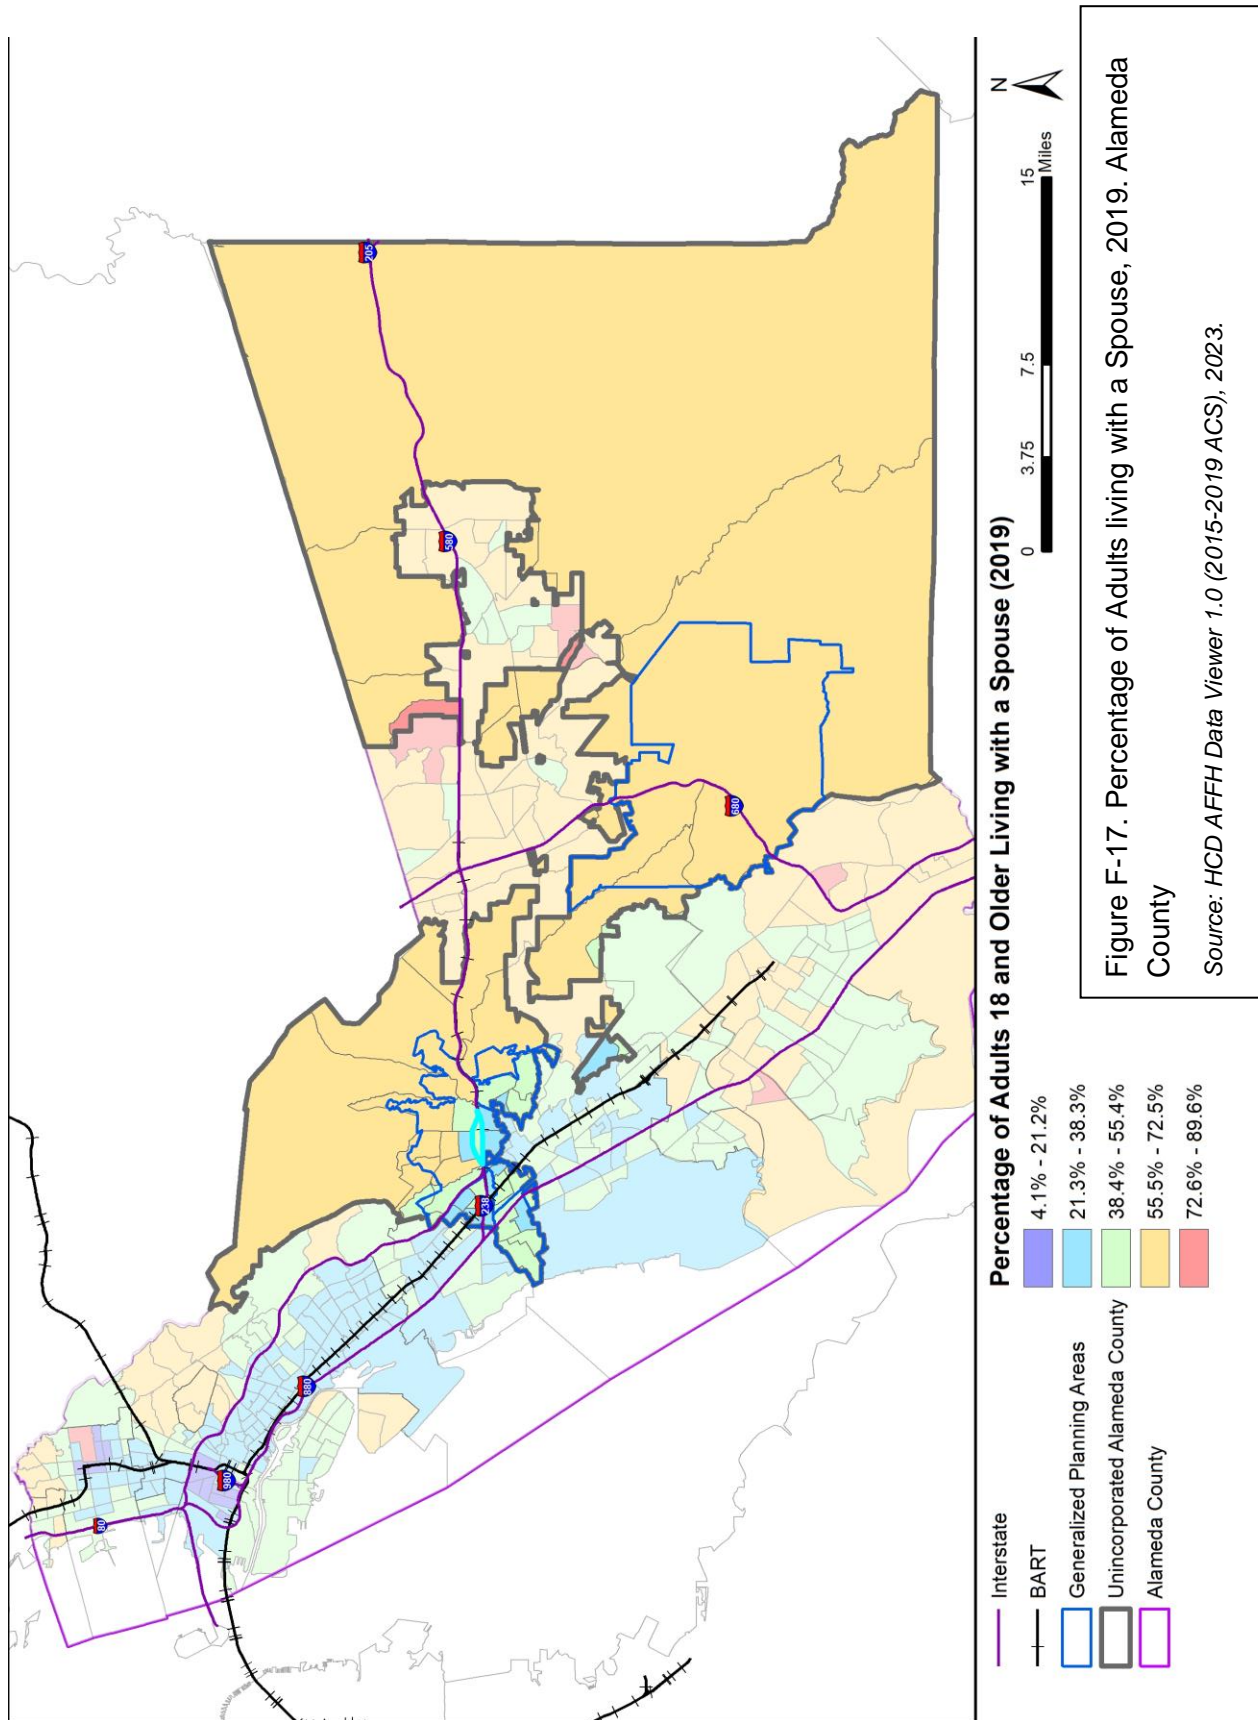 80
980
880
238
580
205
680
Percentage of Adults 18 and Older Living with a Spouse (2019)
Interstate
BART
Generalized Planning Areas
Unincorporated Alameda County
Alameda County
4.1% - 21.2%
21.3% - 38.3%
38.4% - 55.4%
55.5% - 72.5%
72.6% - 89.6%
N
0 3.75 7.5 15
Miles
Figure F-17. Percentage of Adults living with a Spouse, 2019. Alameda
County
Source: HCD AFFH Data Viewer 1.0 (2015-2019 ACS), 2023.